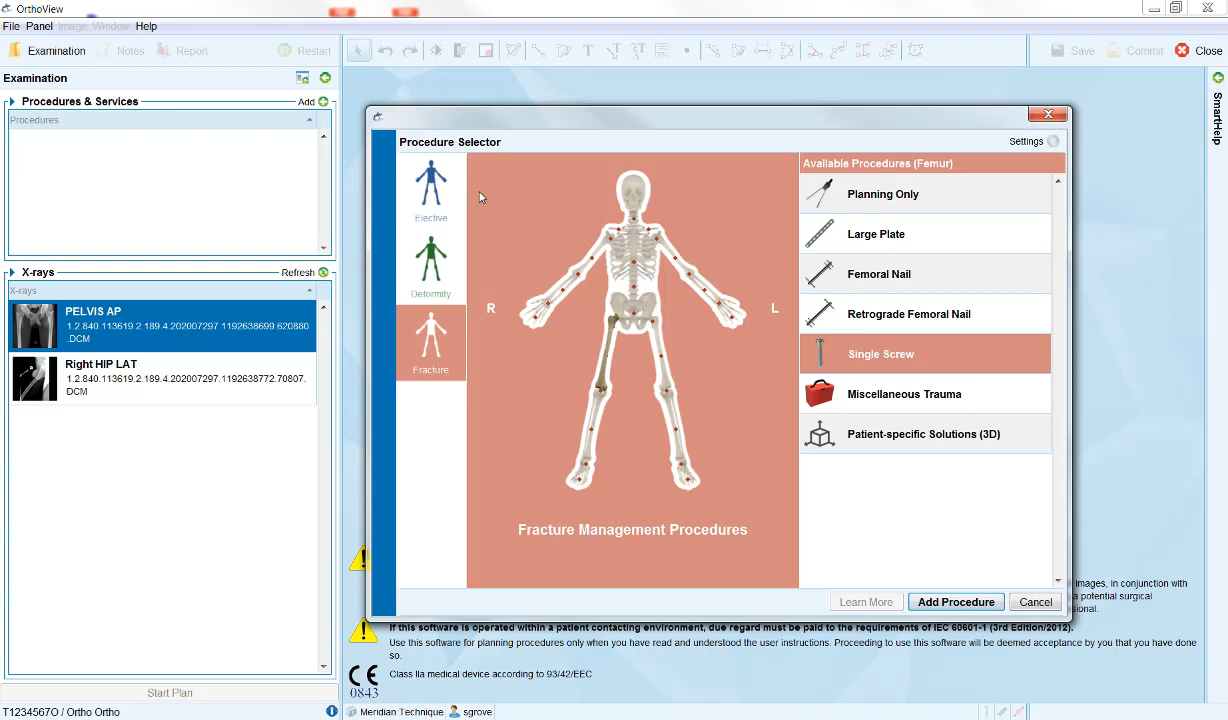 OrthoView
File Panel Image Window Help
Examination Notes Report Restart Save Commit Close
Examination
Procedures & Services Add
Procedures
X-rays Refresh
X-rays
PELVIS AP
1.2.840.113619.2.189.4.202007297.1192638699.620880
.DCM
Right HIP LAT
1.2.840.113619.2.189.4.202007297.1192638772.70807.
DCM
Start Plan
T1234567O / Ortho Ortho
Procedure Selector
Settings
Elective
Deformity
Fracture
R
L
Fracture Management Procedures
Available Procedures (Femur)
Planning Only
Large Plate
Femoral Nail
Retrograde Femoral Nail
Single Screw
Miscellaneous Trauma
Patient-specific Solutions (3D)
Learn More Add Procedure Cancel
SmartHelp
images, in conjunction with
a potential surgical
sional.
If this software is operated within a patient contacting environment, due regard must be paid to the requirements of IEC 60601-1 (3rd Edition/2012).
Use this software for planning procedures only when you have read and understood the user instructions. Proceeding to use this software will be deemed acceptance by you that you have done
so.
CE
0843
Class IIa medical device according to 93/42/EEC
Meridian Technique sgrove